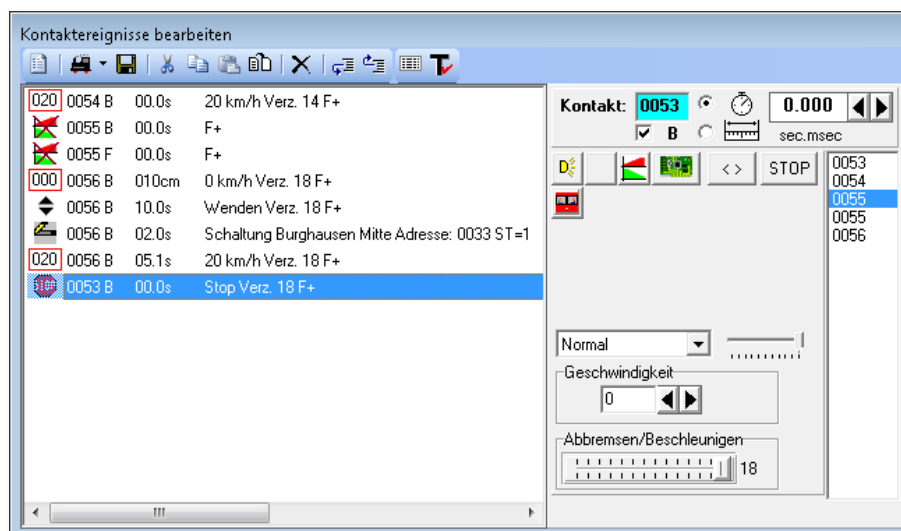 Kontaktereignisse bearbeiten
020 0054 B 00.0s 20 km/h Verz. 14 F+
0055 B 00.0s F+
0055 F 00.0s F+
000 0056 B 010cm 0 km/h Verz. 18 F+
0056 B 10.0s Wenden Verz. 18 F+
0056 B 02.0s Schaltung Burghausen Mitte Adresse: 0033 ST=1
020 0056 B 05.1s 20 km/h Verz. 18 F+
STOP 0053 B 00.0s Stop Verz. 18 F+
Kontakt: 0053 0.000
B sec.msec
D < > STOP
0053
0054
0055
0055
0056
Normal
Geschwindigkeit
0
Abbremsen/Beschleunigen
18